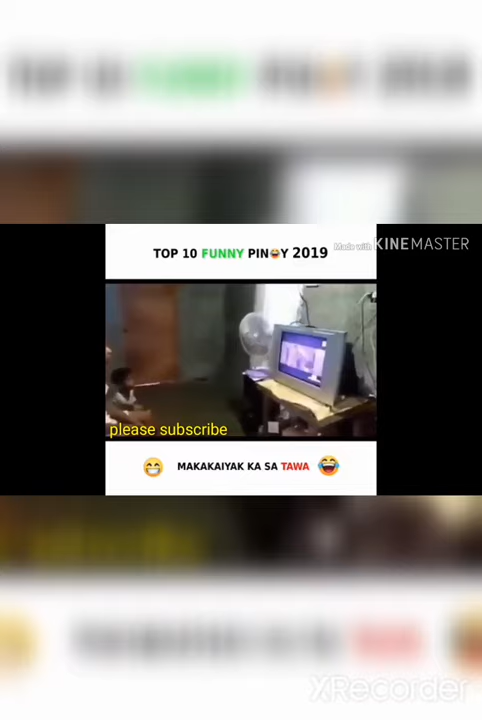 TOP 10 FUNNY PIN😂Y 2019
Made with KINEMASTER
please subscribe
MAKAKAIYAK KA SA TAWA
XRecorder